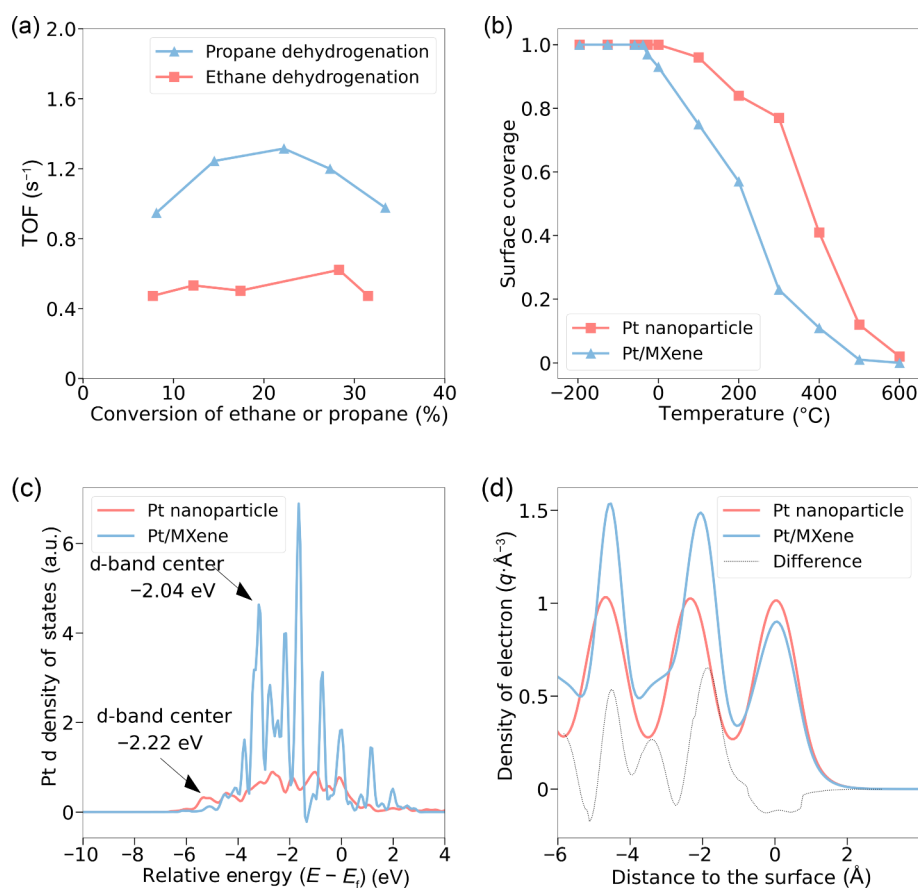 (a)
2.0
1.6
1.2
0.8
0.4
0
TOF (s⁻¹)
Propane dehydrogenation
Ethane dehydrogenation
0 10 20 30 40
Conversion of ethane or propane (%)
(b)
1.0
0.8
0.6
0.4
0.2
0
Surface coverage
Pt nanoparticle
Pt/MXene
−200 0 200 400 600
Temperature (°C)
(c)
6
4
2
0
Pt d density of states (a.u.)
Pt nanoparticle
Pt/MXene
d-band center
−2.04 eV
d-band center
−2.22 eV
−10 −8 −6 −4 −2 0 2 4
Relative energy (E − Ef) (eV)
(d)
1.5
1
0.5
0
Density of electron (q·Å⁻³)
Pt nanoparticle
Pt/MXene
Difference
−6 −4 −2 0 2
Distance to the surface (Å)